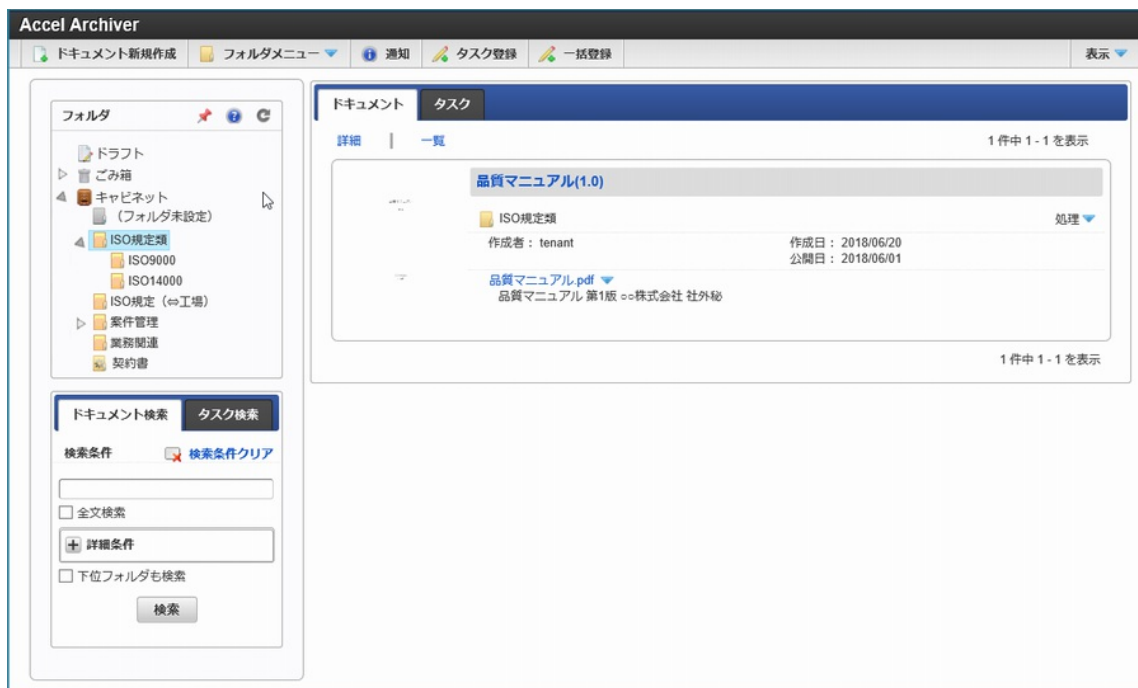 Accel Archiver
ドキュメント新規作成 フォルダメニュー 通知 タスク登録 一括登録 表示
フォルダ
ドラフト
ごみ箱
キャビネット
（フォルダ未設定）
ISO規定類
ISO9000
ISO14000
ISO規定（⇔工場）
案件管理
業務関連
契約書
ドキュメント検索 タスク検索
検索条件 検索条件クリア
全文検索
詳細条件
下位フォルダも検索
検索
ドキュメント タスク
詳細 | 一覧 1 件中 1 - 1 を表示
品質マニュアル(1.0)
ISO規定類 処理
作成者： tenant 作成日： 2018/06/20
公開日： 2018/06/01
品質マニュアル.pdf
品質マニュアル 第1版 ○○株式会社 社外秘
1 件中 1 - 1 を表示